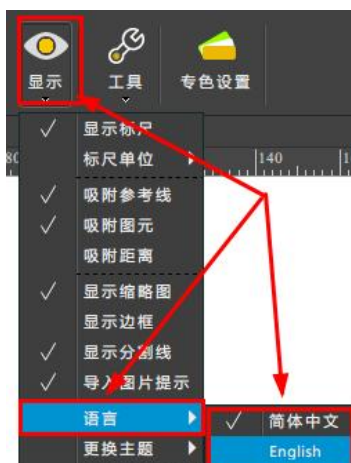 显示 工具 专色设置
显示标尺
80 标尺单位 140 1
吸附参考线
吸附图元
吸附距离
显示缩略图
显示边框
显示分割线
导入图片提示
语言 简体中文
更换主题 English